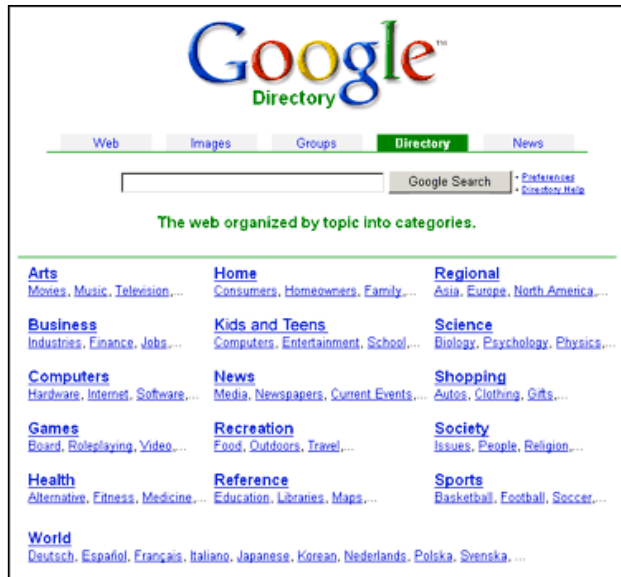 Google™
Directory
Web Images Groups Directory News
Google Search
• Preferences
• Directory Help
The web organized by topic into categories.
Arts Home Regional
Movies, Music, Television,... Consumers, Homeowners, Family,... Asia, Europe, North America,...
Business Kids and Teens Science
Industries, Finance, Jobs,... Computers, Entertainment, School,... Biology, Psychology, Physics,...
Computers News Shopping
Hardware, Internet, Software,... Media, Newspapers, Current Events,... Autos, Clothing, Gifts,...
Games Recreation Society
Board, Roleplaying, Video,... Food, Outdoors, Travel,... Issues, People, Religion,...
Health Reference Sports
Alternative, Fitness, Medicine,... Education, Libraries, Maps,... Basketball, Football, Soccer,...
World
Deutsch, Español, Français, Italiano, Japanese, Korean, Nederlands, Polska, Svenska, ...